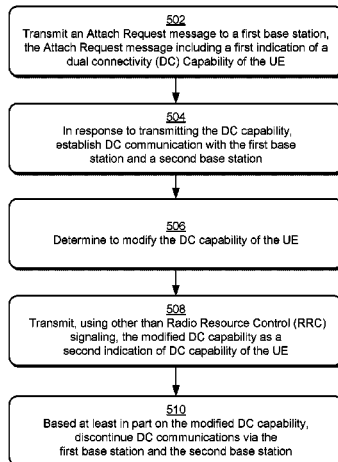 502
Transmit an Attach Request message to a first base station,
the Attach Request message including a first indication of a
dual connectivity (DC) Capability of the UE
504
In response to transmitting the DC capability,
establish DC communication with the first base
station and a second base station
506
Determine to modify the DC capability of the UE
508
Transmit, using other than Radio Resource Control (RRC)
signaling, the modified DC capability as a
second indication of DC capability of the UE
510
Based at least in part on the modified DC capability,
discontinue DC communications via the
first base station and the second base station